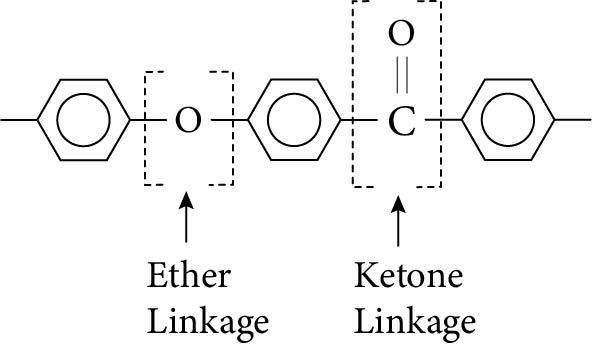 O
O
C
Ether
Linkage
Ketone
Linkage